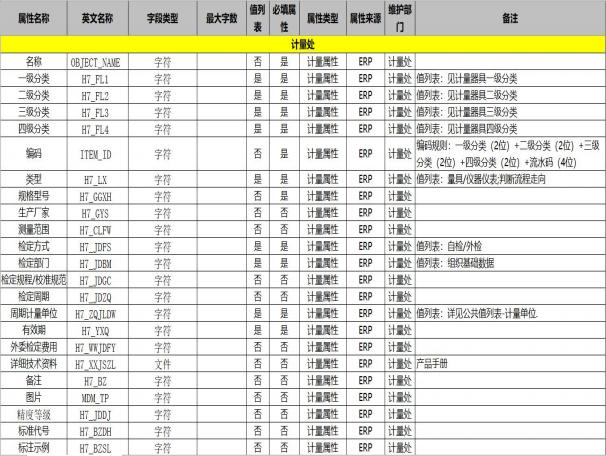 属性名称 英文名称 字段类型 最大字数 值列表 必填属性 属性类型 属性来源 维护部门 备注
计量处
名称 OBJECT_NAME 字符 否 是 计量属性 ERP 计量处
一级分类 H7_FL1 字符 是 是 计量属性 ERP 计量处 值列表：见计量器具一级分类
二级分类 H7_FL2 字符 是 是 计量属性 ERP 计量处 值列表：见计量器具二级分类
三级分类 H7_FL3 字符 是 是 计量属性 ERP 计量处 值列表：见计量器具三级分类
四级分类 H7_FL4 字符 是 是 计量属性 ERP 计量处 值列表：见计量器具四级分类
编码 ITEM_ID 字符 否 是 计量属性 ERP 计量处 编码规则：一级分类（2位）+二级分类（2位）+三级
分类（2位）+四级分类（2位）+流水码（4位）
类型 H7_LX 字符 是 是 计量属性 ERP 计量处 值列表：量具/仪器仪表;判断流程走向
规格型号 H7_GGXH 字符 否 是 计量属性 ERP 计量处
生产厂家 H7_GYS 字符 否 否 计量属性 ERP 计量处
测量范围 H7_CLFW 字符 否 否 计量属性 ERP 计量处
检定方式 H7_JDFS 字符 是 是 计量属性 ERP 计量处 值列表：自检/外检
检定部门 H7_JDBM 字符 是 是 计量属性 ERP 计量处 值列表：组织基础数据
检定规程/校准规范 H7_JDGC 字符 否 否 计量属性 ERP 计量处
检定周期 H7_JDZQ 字符 否 否 计量属性 ERP 计量处
周期计量单位 H7_ZQJLDW 字符 是 是 计量属性 ERP 计量处 值列表：详见公共值列表-计量单位.
有效期 H7_YXQ 字符 是 是 计量属性 ERP 计量处
外委检定费用 H7_WWJDFY 字符 否 否 计量属性 ERP 计量处
详细技术资料 H7_XXJSZL 文件 否 否 计量属性 ERP 计量处 产品手册
备注 H7_BZ 字符 否 否 计量属性 ERP 计量处
图片 MDM_TP 字符 否 否 计量属性 ERP 计量处
精度等级 H7_JDDJ 字符 否 否 计量属性 ERP 计量处
标准代号 H7_BZDH 字符 否 否 计量属性 ERP 计量处
标注示例 H7_BZSL 字符 否 否 计量属性 ERP 计量处